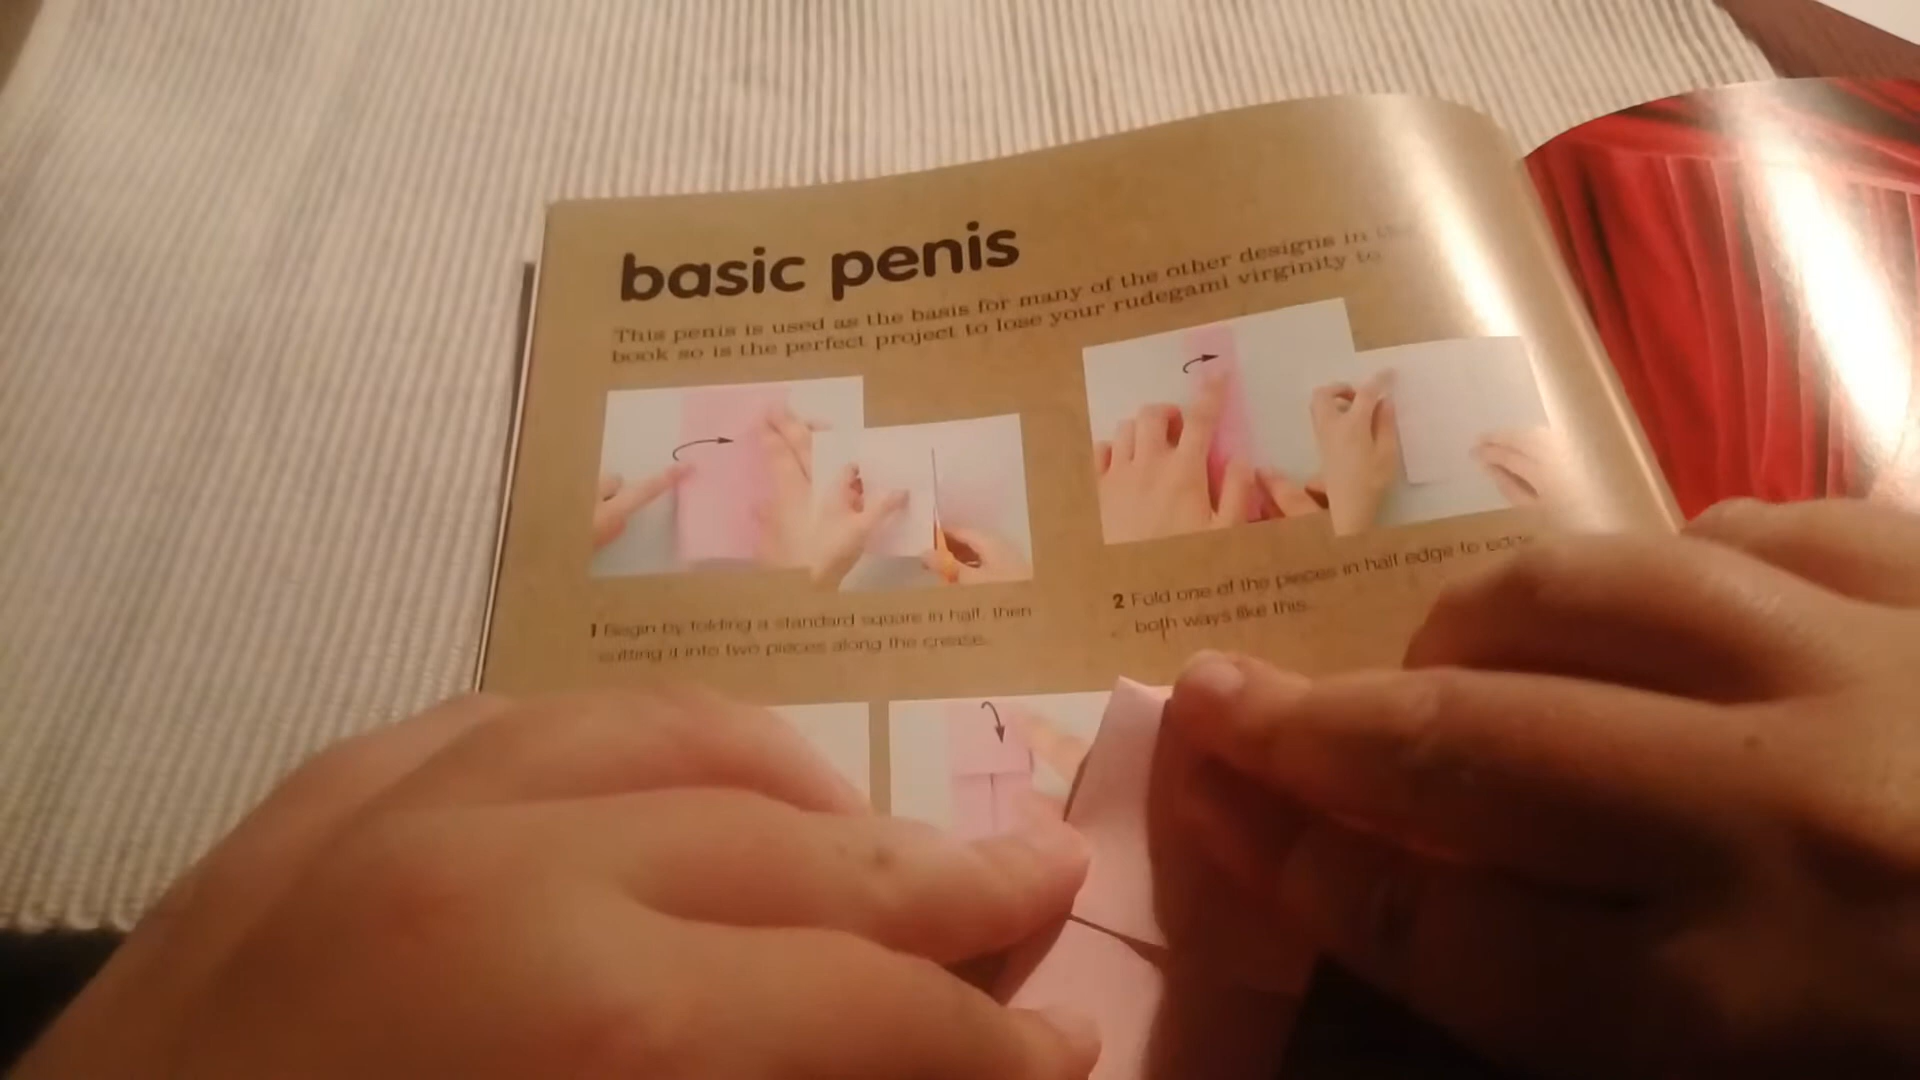 basic penis
This penis is used as the basis for many of the other designs in
book so is the perfect project to lose your rudegami virginity to
1 Begin by folding a standard square in half, then
cutting it into two pieces along the crease.
2 Fold one of the pieces in half edge to edge
both ways like this.